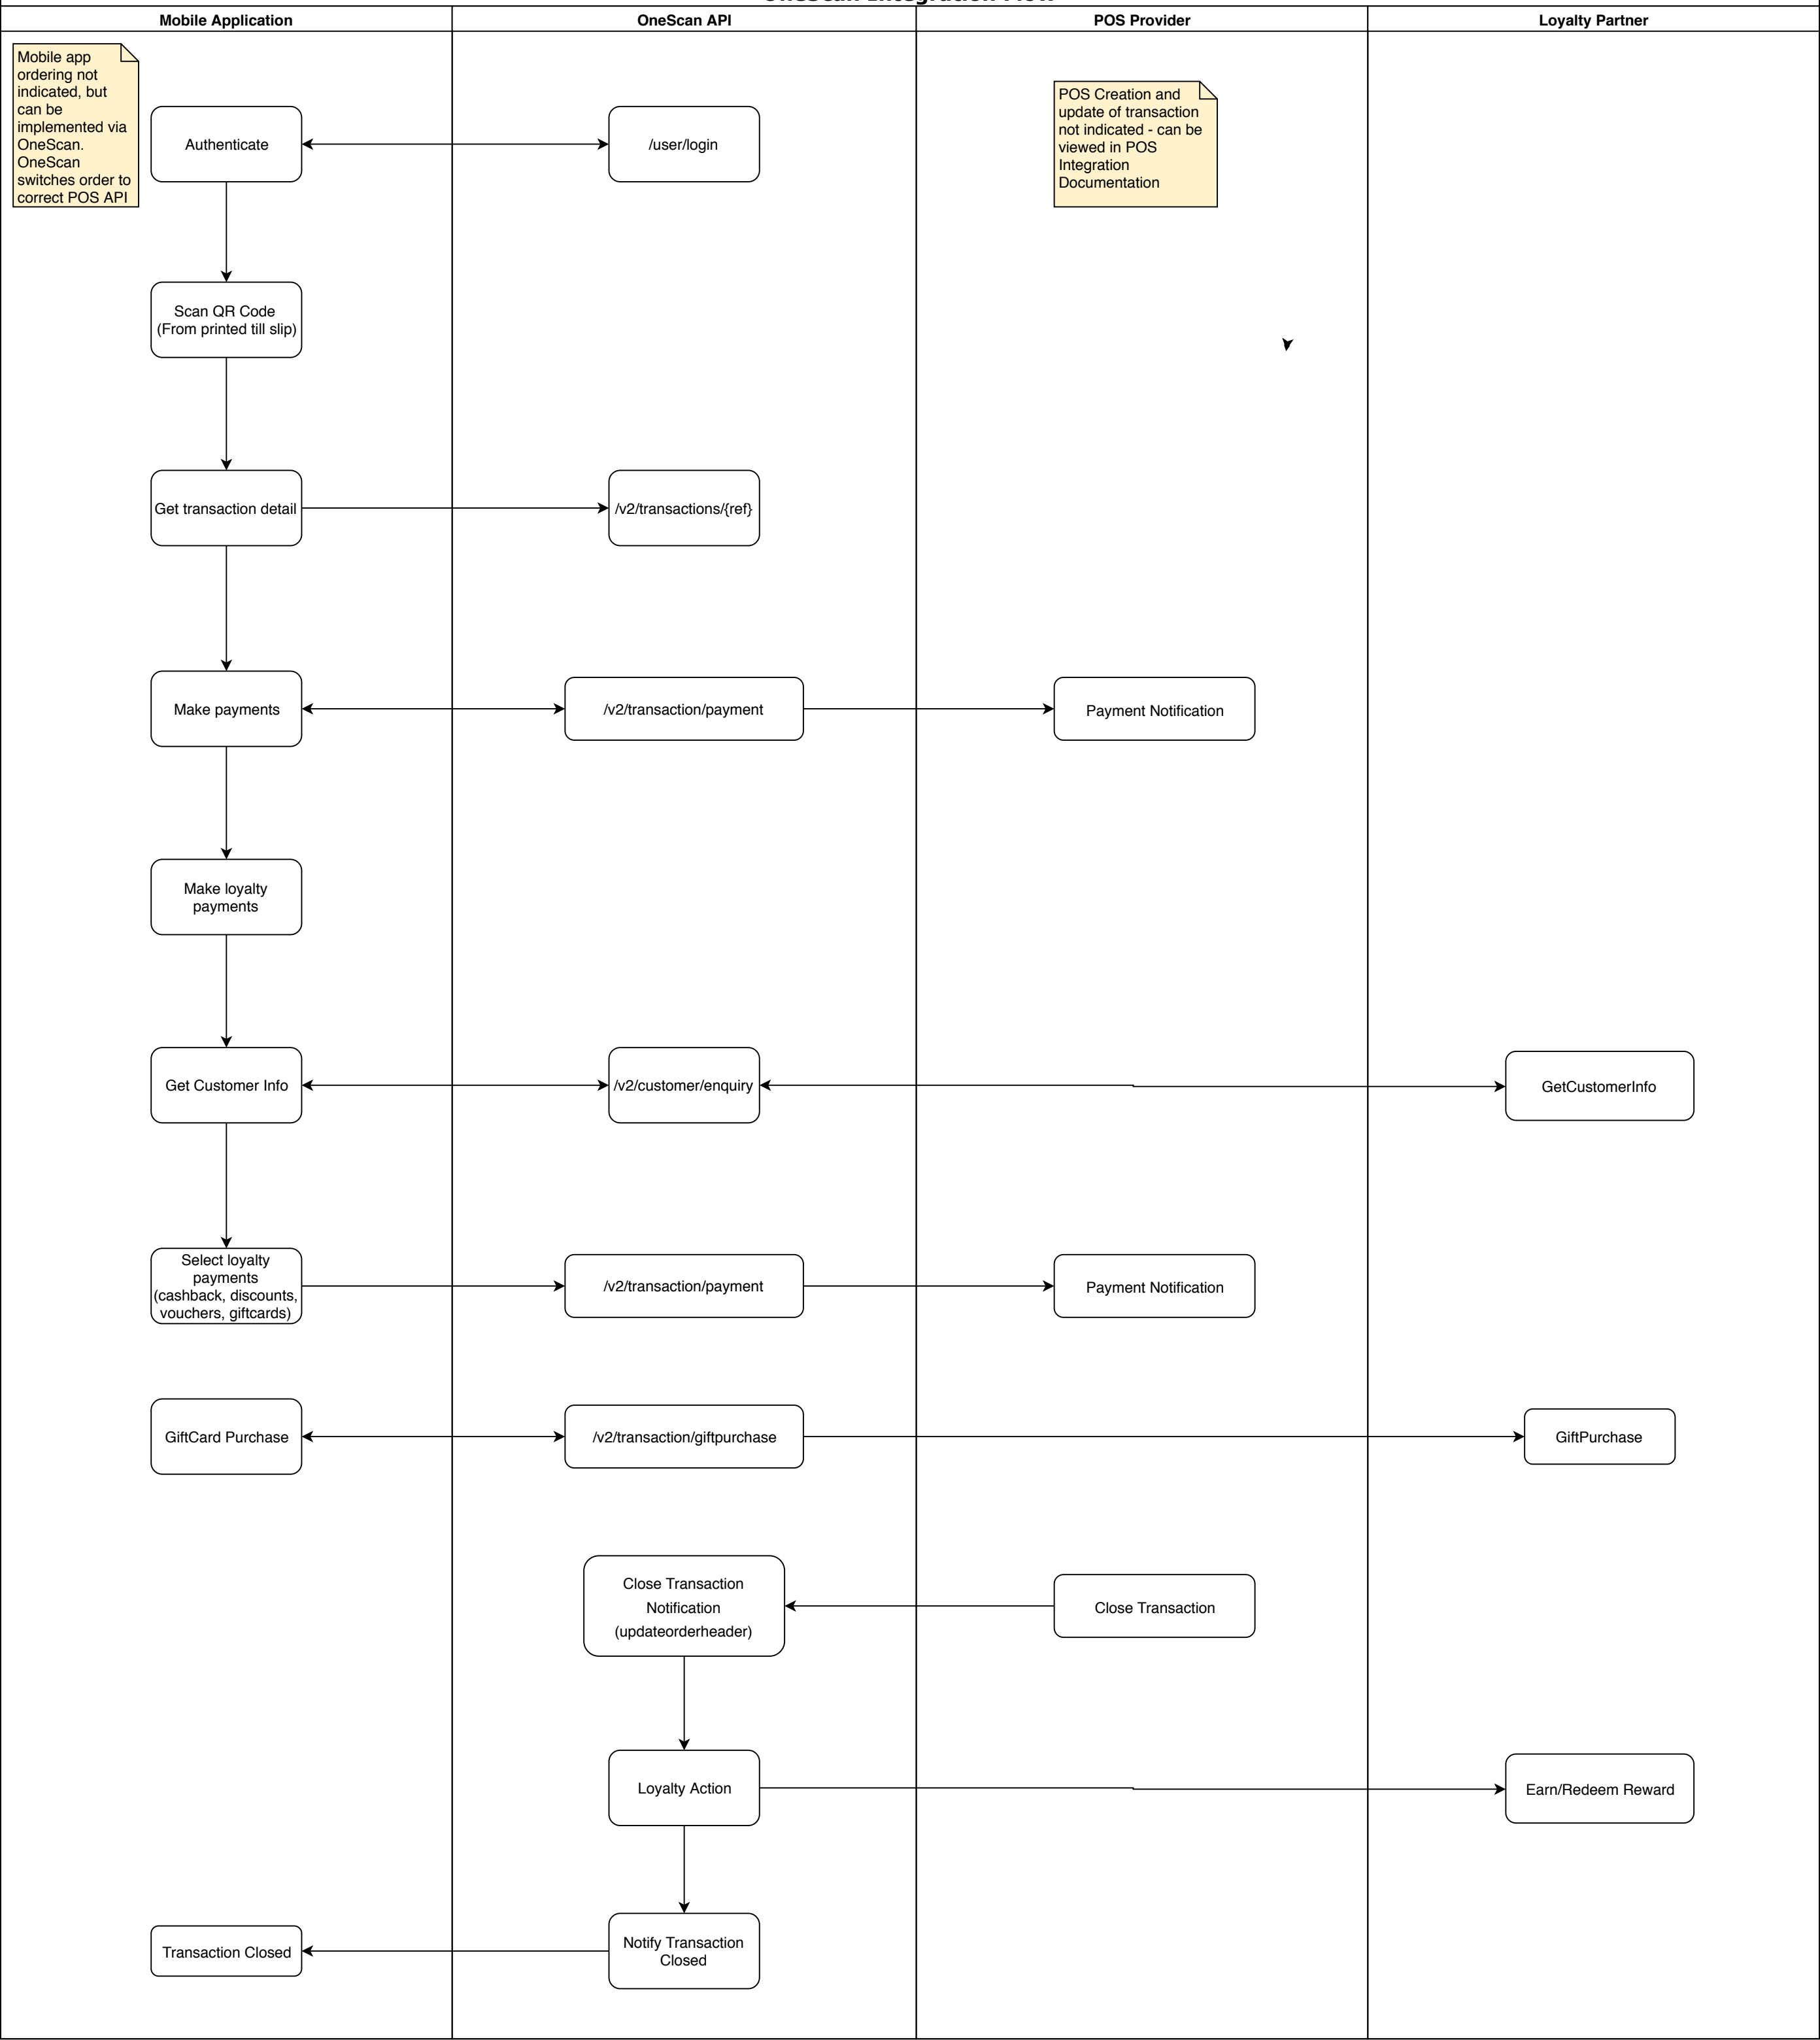 OneScan Integration Flow
Mobile Application
OneScan API
POS Provider
Loyalty Partner
Mobile app
ordering not
indicated, but
can be
implemented via
OneScan.
OneScan
switches order to
correct POS API
POS Creation and
update of transaction
not indicated - can be
viewed in POS
Integration
Documentation
Authenticate
/user/login
Scan QR Code
(From printed till slip)
Get transaction detail
/v2/transactions/{ref}
Make payments
/v2/transaction/payment
Payment Notification
Make loyalty
payments
Get Customer Info
/v2/customer/enquiry
GetCustomerInfo
Select loyalty
payments
(cashback, discounts,
vouchers, giftcards)
/v2/transaction/payment
Payment Notification
GiftCard Purchase
/v2/transaction/giftpurchase
GiftPurchase
Close Transaction
Notification
(updateorderheader)
Close Transaction
Loyalty Action
Earn/Redeem Reward
Transaction Closed
Notify Transaction
Closed